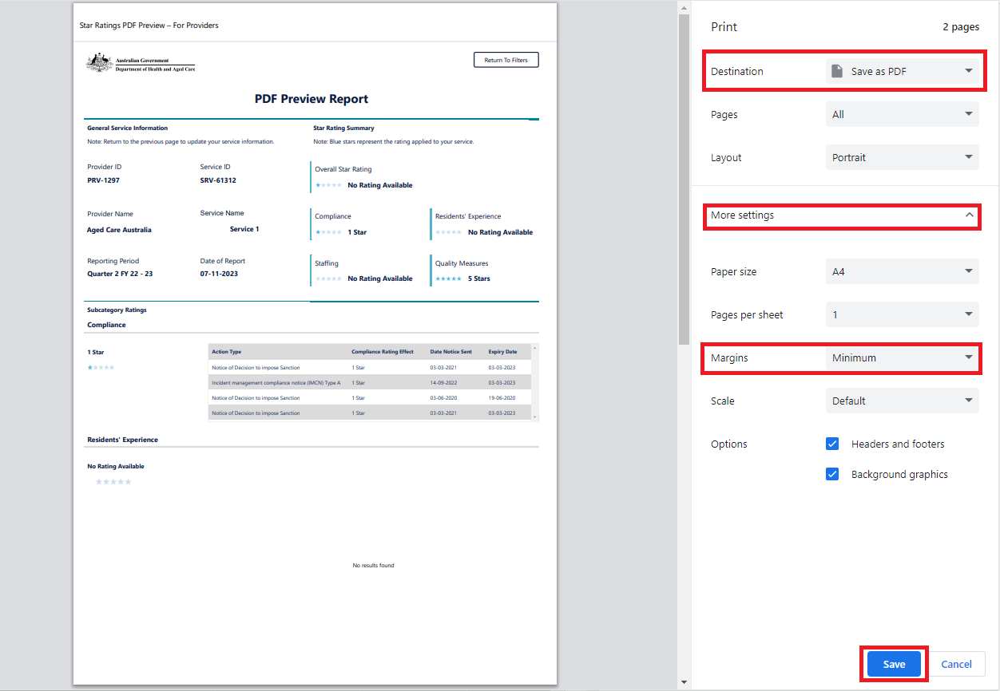 Star Ratings PDF Preview – For Providers
Australian Government
Department of Health and Aged Care
Return To Filters
PDF Preview Report
General Service Information
Note: Return to the previous page to update your service information.
Provider ID
Service ID
PRV-1297
SRV-61312
Provider Name
Service Name
Aged Care Australia
Service 1
Reporting Period
Date of Report
Quarter 2 FY 22 - 23
07-11-2023
Star Rating Summary
Note: Blue stars represent the rating applied to your service.
Overall Star Rating
No Rating Available
Compliance
1 Star
Residents' Experience
No Rating Available
Staffing
No Rating Available
Quality Measures
5 Stars
Subcategory Ratings
Compliance
1 Star
Action Type Compliance Rating Effect Date Notice Sent Expiry Date
Notice of Decision to impose Sanction 1 Star 03-03-2021 03-03-2023
Incident management compliance notice (IMCN) Type A 1 Star 14-09-2022 03-03-2023
Notice of Decision to impose Sanction 1 Star 03-06-2020 19-06-2020
Notice of Decision to impose Sanction 1 Star 03-03-2021 03-03-2023
Residents' Experience
No Rating Available
No results found
Print 2 pages
Destination Save as PDF
Pages All
Layout Portrait
More settings
Paper size A4
Pages per sheet 1
Margins Minimum
Scale Default
Options Headers and footers
Background graphics
Save Cancel